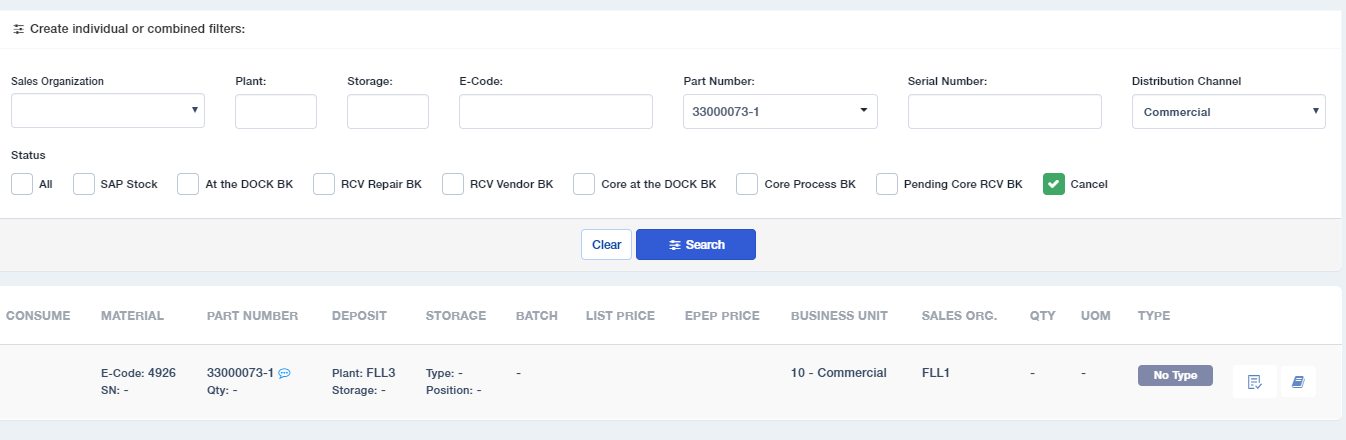 Create individual or combined filters:
Sales Organization Plant: Storage: E-Code: Part Number: Serial Number: Distribution Channel
33000073-1 Commercial
Status
All SAP Stock At the DOCK BK RCV Repair BK RCV Vendor BK Core at the DOCK BK Core Process BK Pending Core RCV BK Cancel
Clear Search
CONSUME MATERIAL PART NUMBER DEPOSIT STORAGE BATCH LIST PRICE EPEP PRICE BUSINESS UNIT SALES ORG. QTY UOM TYPE
E-Code: 4926 33000073-1 Plant: FLL3 Type: - - 10 - Commercial FLL1 - - No Type
SN: - Qty: - Storage: - Position: -